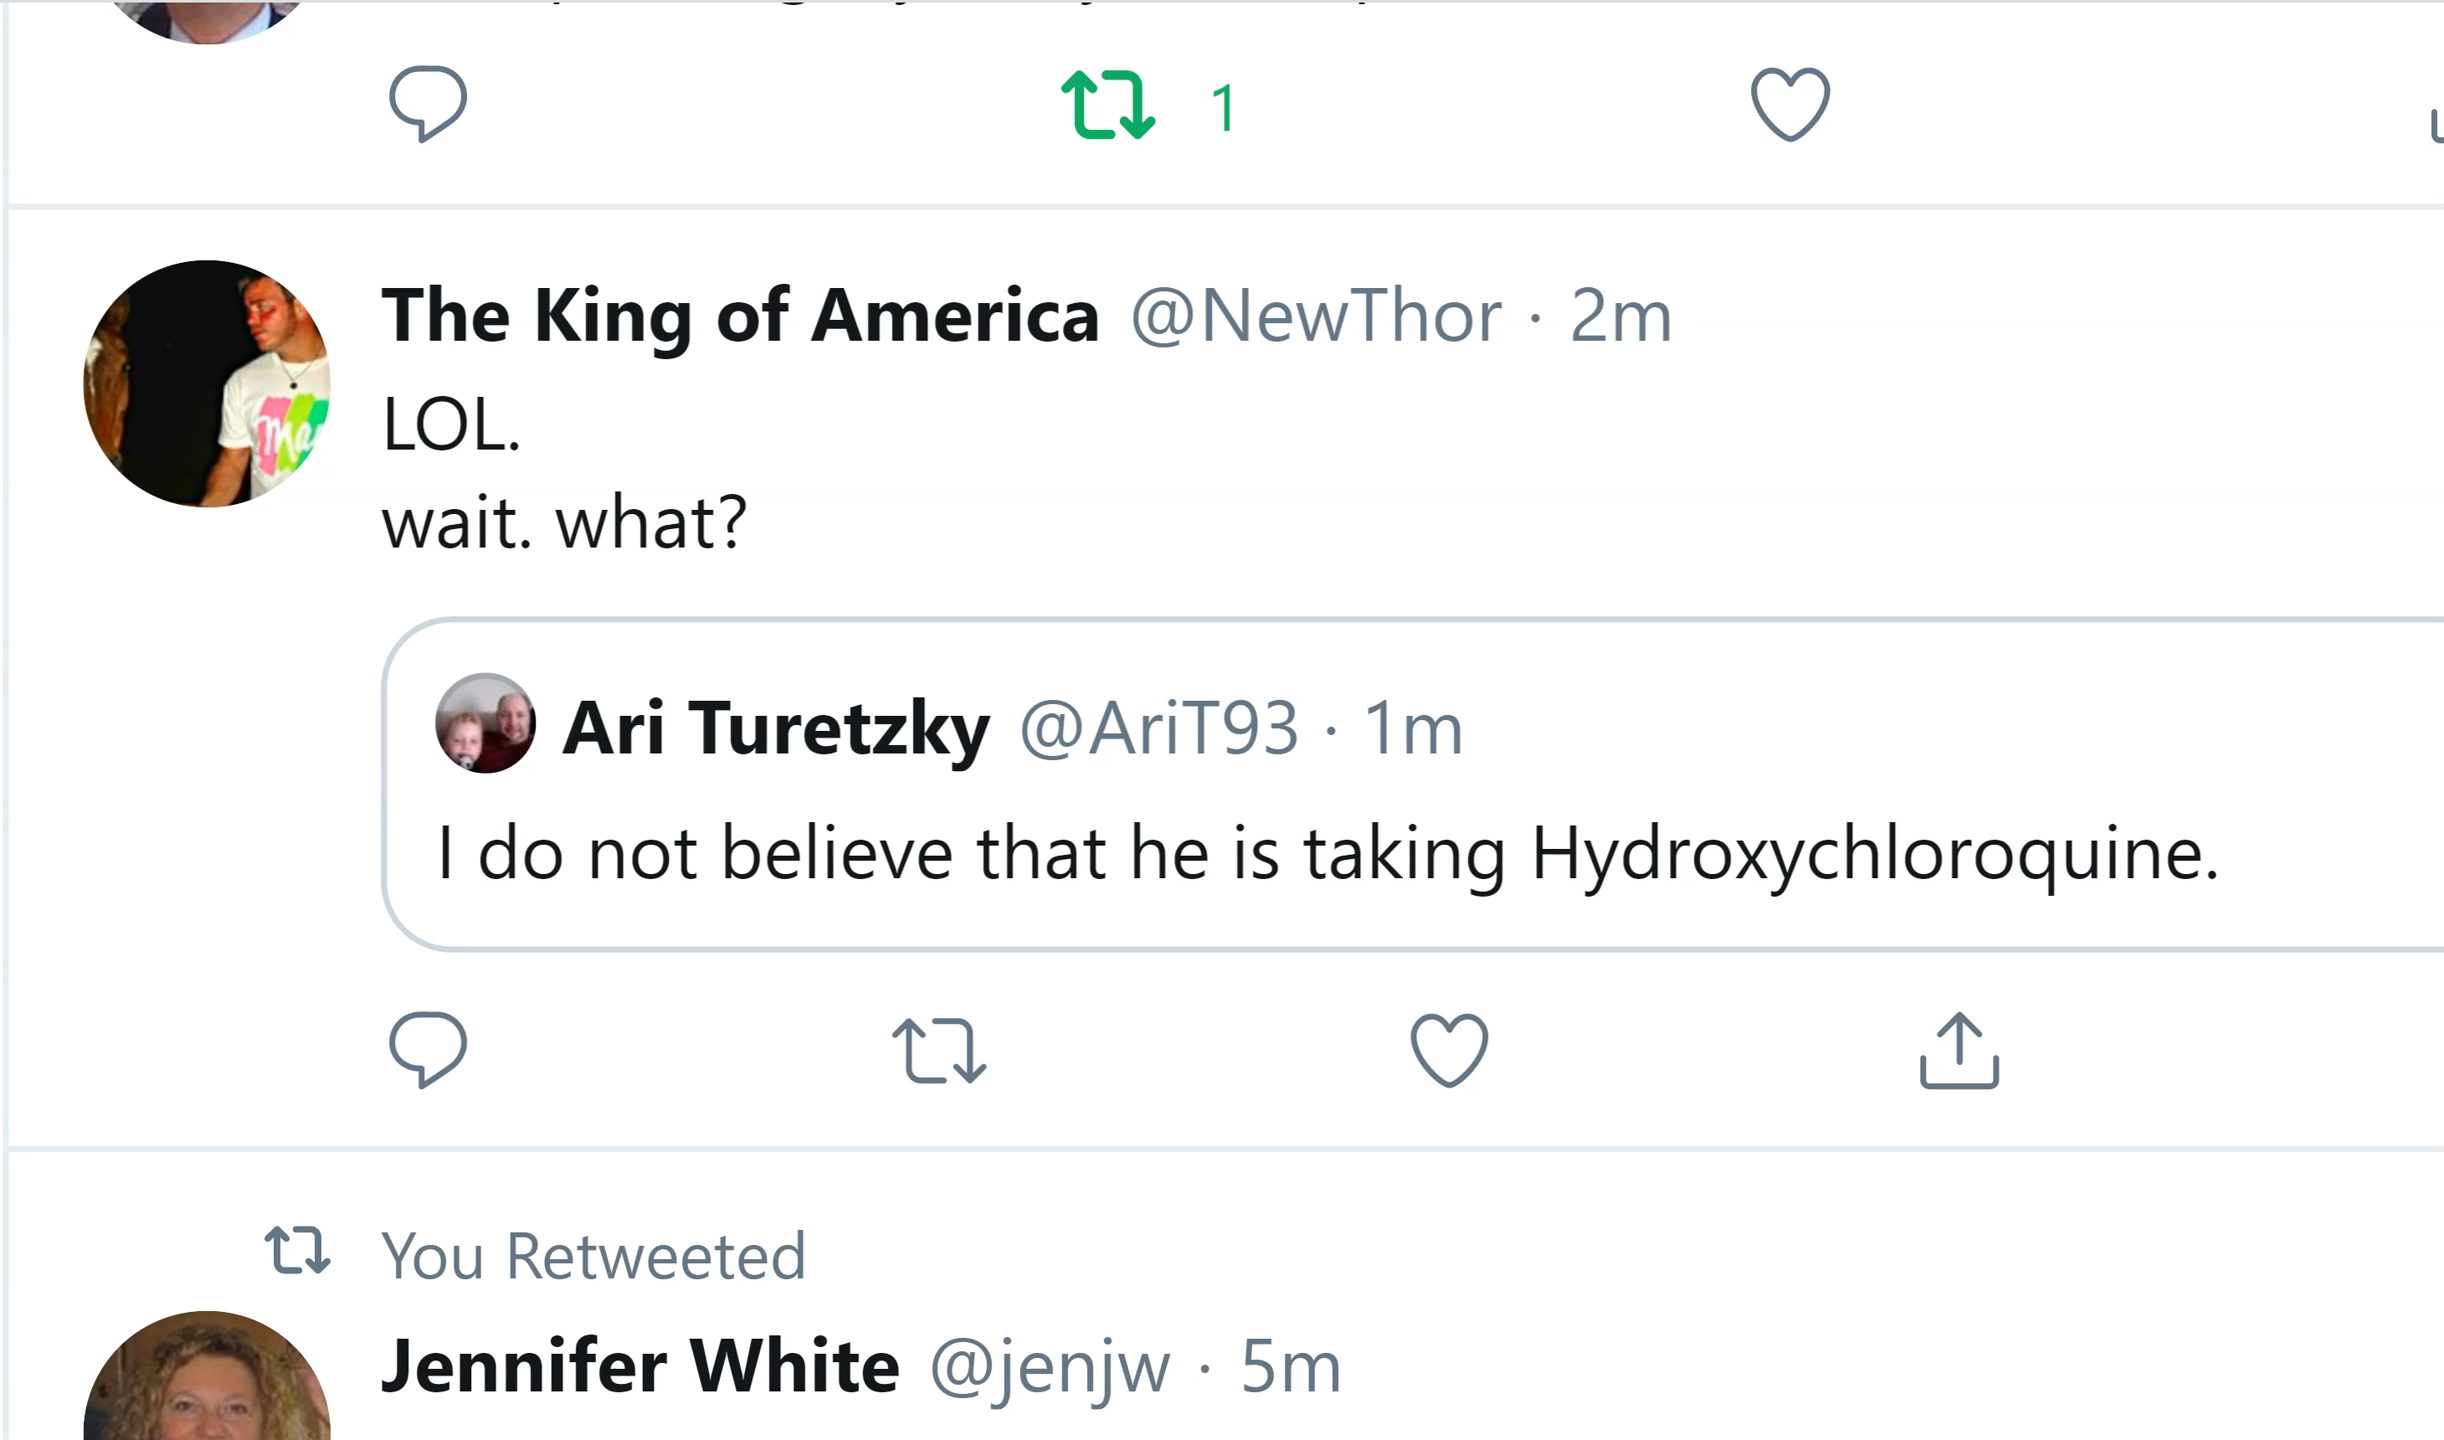 1
The King of America @NewThor · 2m
LOL.
wait. what?
Ari Turetzky @AriT93 · 1m
I do not believe that he is taking Hydroxychloroquine.
You Retweeted
Jennifer White @jenjw · 5m